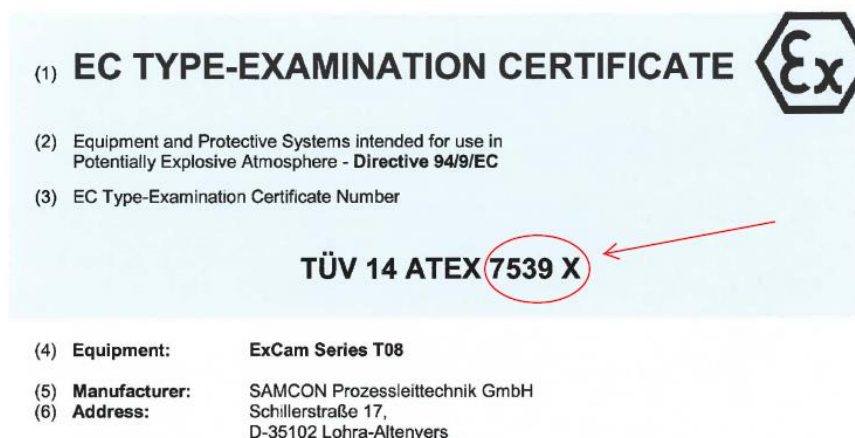 (1) EC TYPE-EXAMINATION CERTIFICATE
Ex
(2) Equipment and Protective Systems intended for use in
Potentially Explosive Atmosphere - Directive 94/9/EC
(3) EC Type-Examination Certificate Number
TÜV 14 ATEX 7539 X
(4) Equipment: ExCam Series T08
(5) Manufacturer: SAMCON Prozessleittechnik GmbH
(6) Address: Schillerstraße 17,
D-35102 Lohra-Altenvers